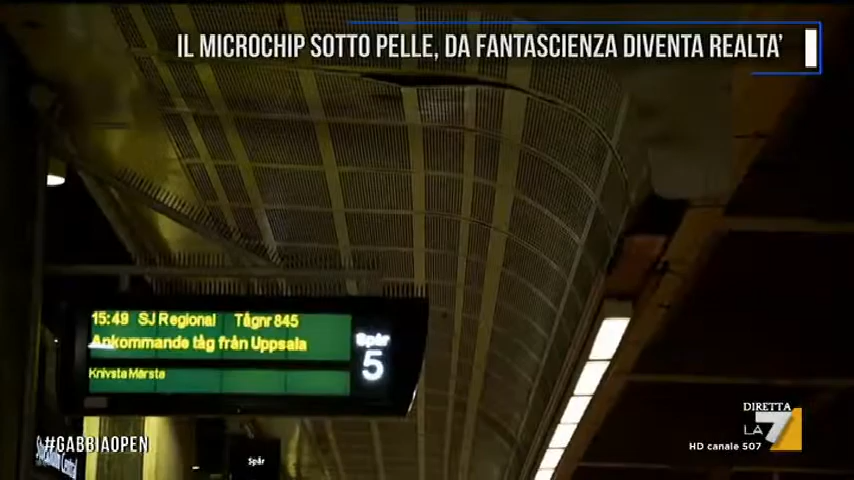 IL MICROCHIP SOTTO PELLE, DA FANTASCIENZA DIVENTA REALTA'
15:49 SJ Regional Tågnr 845
Ankommande tåg från Uppsala
Knivsta Märsta
Spår
5
#GABBIAOPEN
Spår
DIRETTA
LA7
HD canale 507